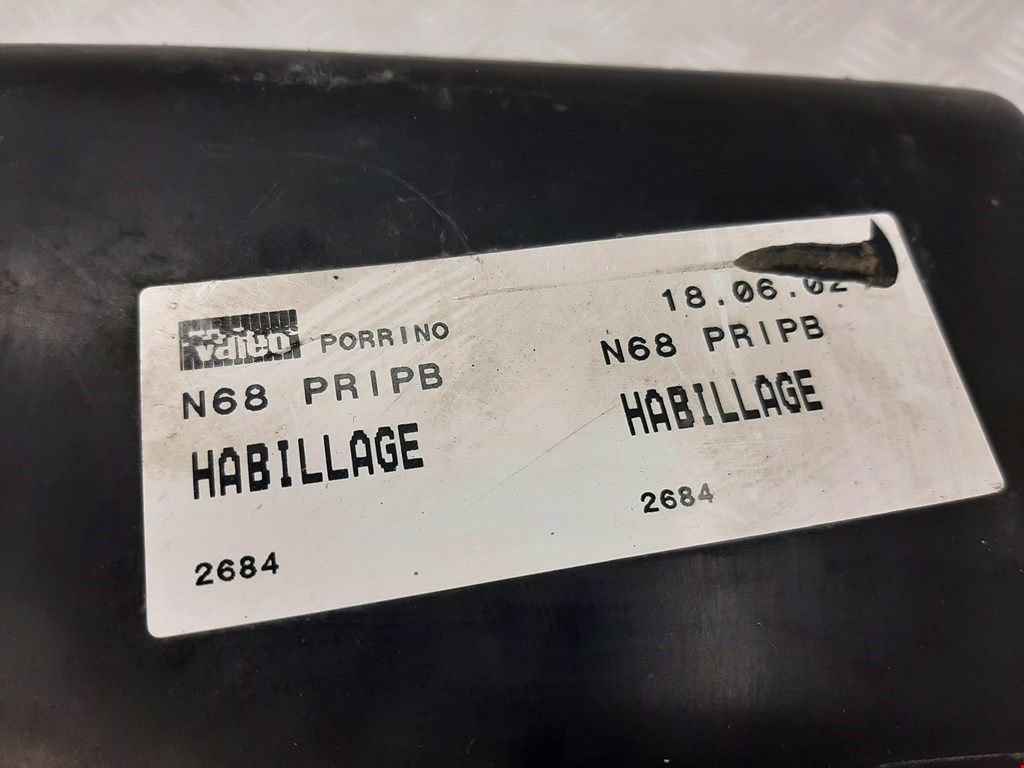 Valeo PORRINO
N68 PRIPB
HABILLAGE
2684
18.06.02
N68 PRIPB
HABILLAGE
2684